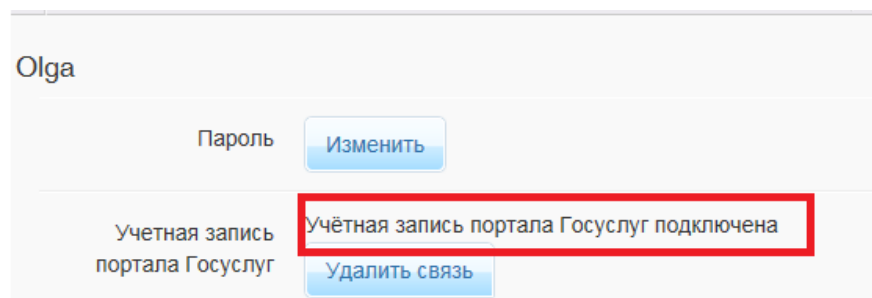 Olga
Пароль
Изменить
Учетная запись
портала Госуслуг
Учётная запись портала Госуслуг подключена
Удалить связь